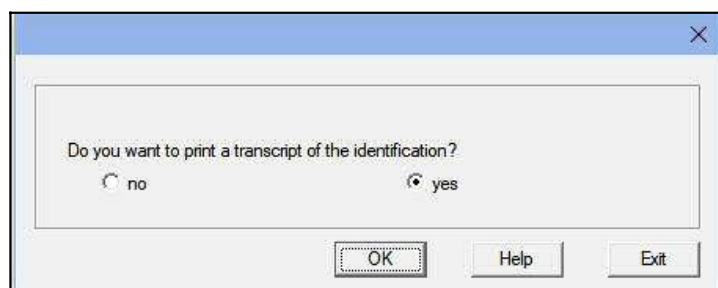 Do you want to print a transcript of the identification?
no yes
OK Help Exit